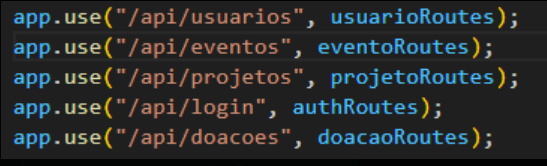 app.use("/api/usuarios", usuarioRoutes);
app.use("/api/eventos", eventoRoutes);
app.use("/api/projetos", projetoRoutes);
app.use("/api/login", authRoutes);
app.use("/api/doacoes", doacaoRoutes);